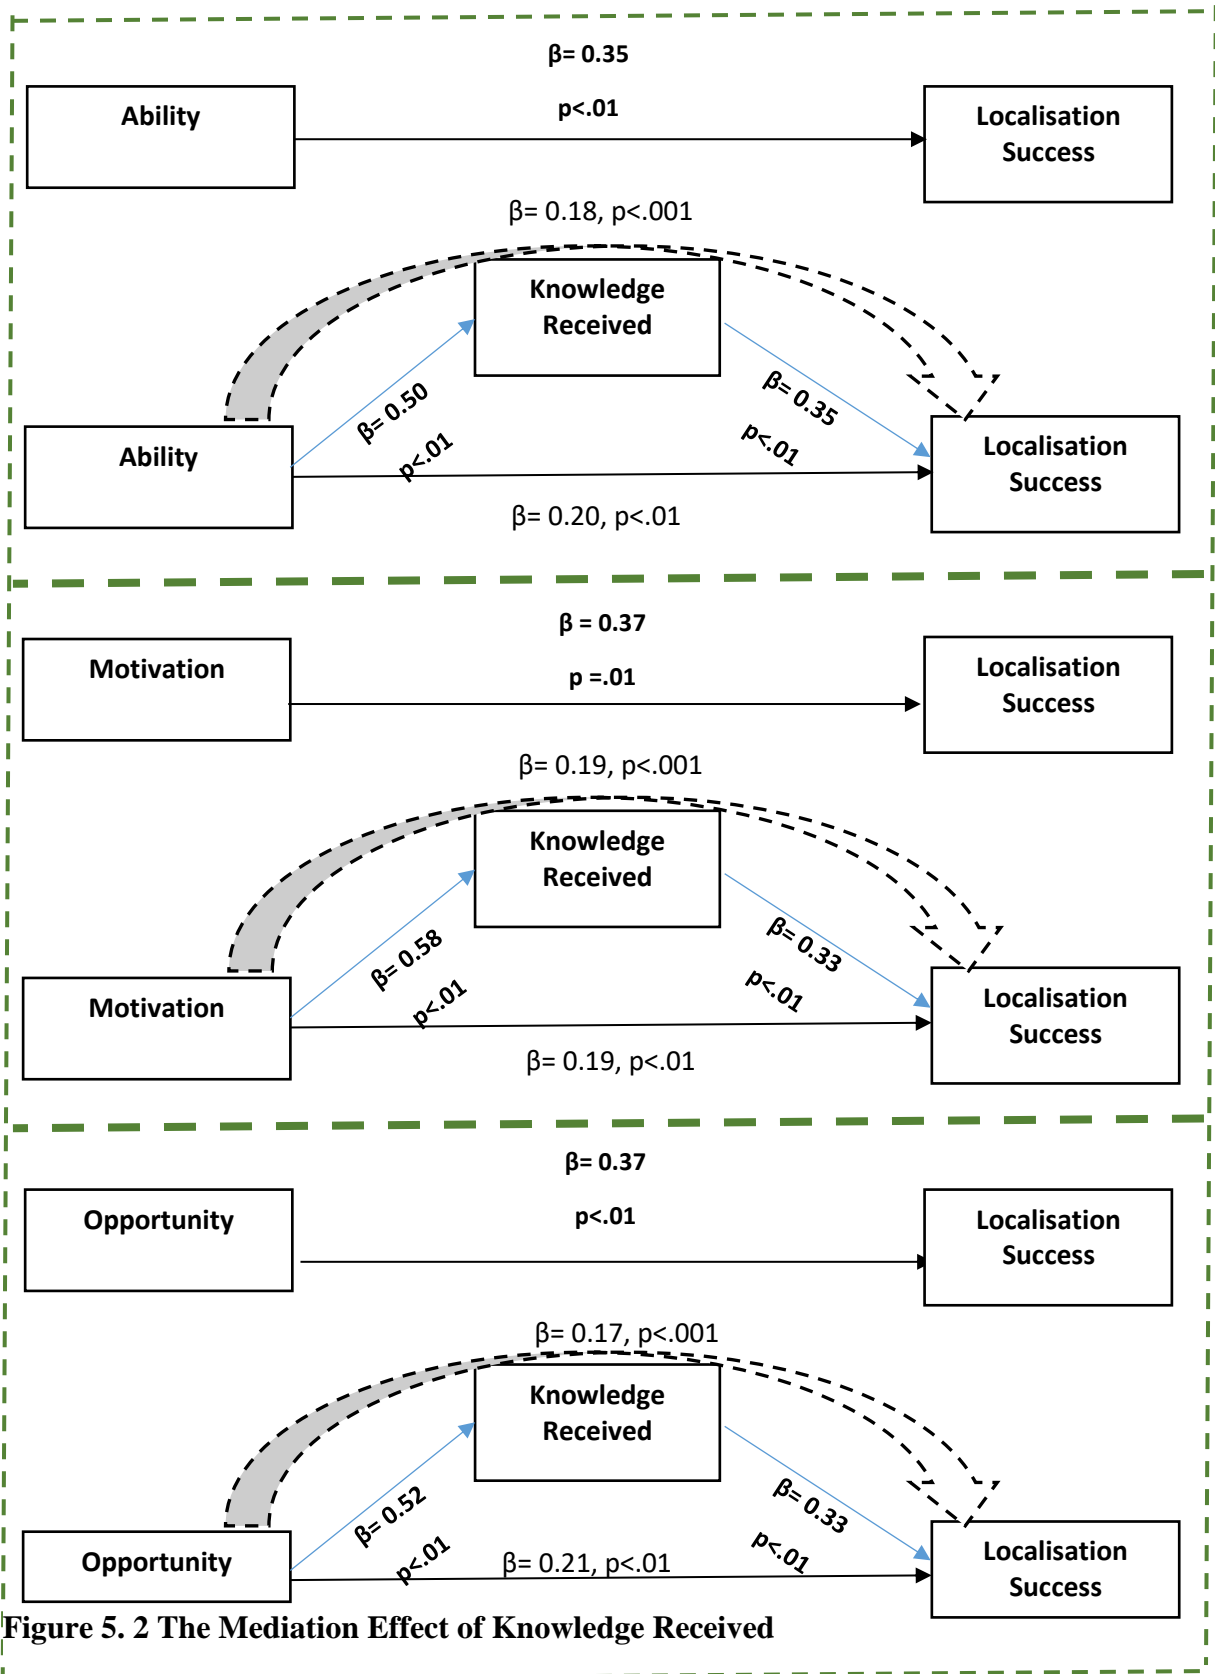 β= 0.35
p<.01
Ability
Localisation
Success
β= 0.18, p<.001
Knowledge
Received
β= 0.50
p<.01
β= 0.35
p<.01
Ability
Localisation
Success
β= 0.20, p<.01
β = 0.37
p =.01
Motivation
Localisation
Success
β= 0.19, p<.001
Knowledge
Received
β= 0.58
p<.01
β= 0.33
p<.01
Motivation
Localisation
Success
β= 0.19, p<.01
β= 0.37
p<.01
Opportunity
Localisation
Success
β= 0.17, p<.001
Knowledge
Received
β= 0.52
p<.01
β= 0.33
p<.01
Opportunity
β= 0.21, p<.01
Localisation
Success
Figure 5. 2 The Mediation Effect of Knowledge Received